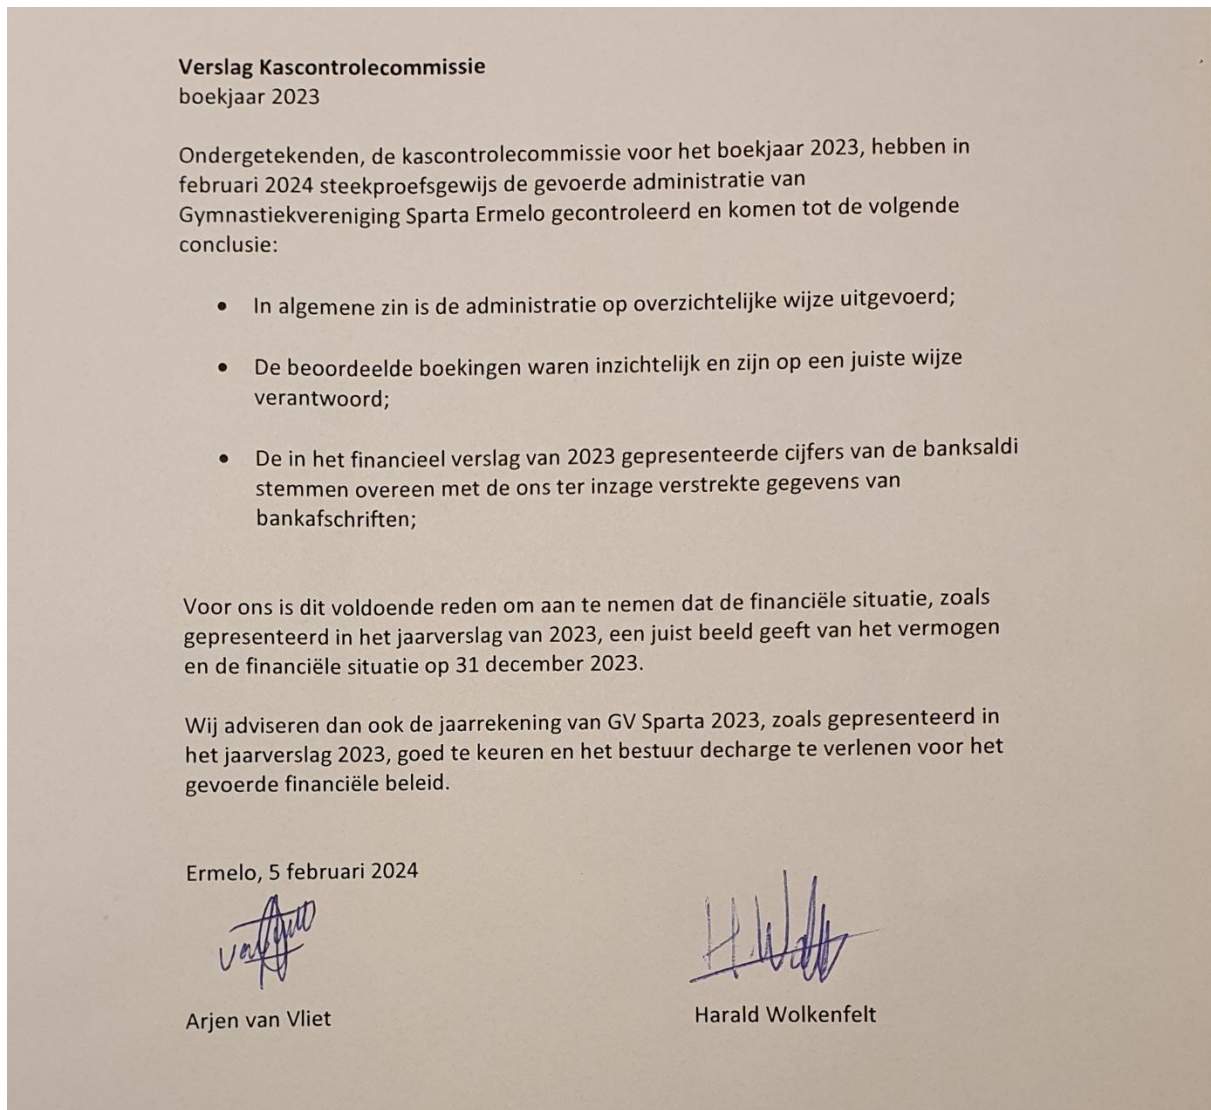 Verslag Kascontrolecommissie
boekjaar 2023
Ondergetekenden, de kascontrolecommissie voor het boekjaar 2023, hebben in
februari 2024 steekproefsgewijs de gevoerde administratie van
Gymnastiekvereniging Sparta Ermelo gecontroleerd en komen tot de volgende
conclusie:
• In algemene zin is de administratie op overzichtelijke wijze uitgevoerd;
• De beoordeelde boekingen waren inzichtelijk en zijn op een juiste wijze
verantwoord;
• De in het financieel verslag van 2023 gepresenteerde cijfers van de banksaldi
stemmen overeen met de ons ter inzage verstrekte gegevens van
bankafschriften;
Voor ons is dit voldoende reden om aan te nemen dat de financiële situatie, zoals
gepresenteerd in het jaarverslag van 2023, een juist beeld geeft van het vermogen
en de financiële situatie op 31 december 2023.
Wij adviseren dan ook de jaarrekening van GV Sparta 2023, zoals gepresenteerd in
het jaarverslag 2023, goed te keuren en het bestuur decharge te verlenen voor het
gevoerde financiële beleid.
Ermelo, 5 februari 2024
Arjen van Vliet
Harald Wolkenfelt